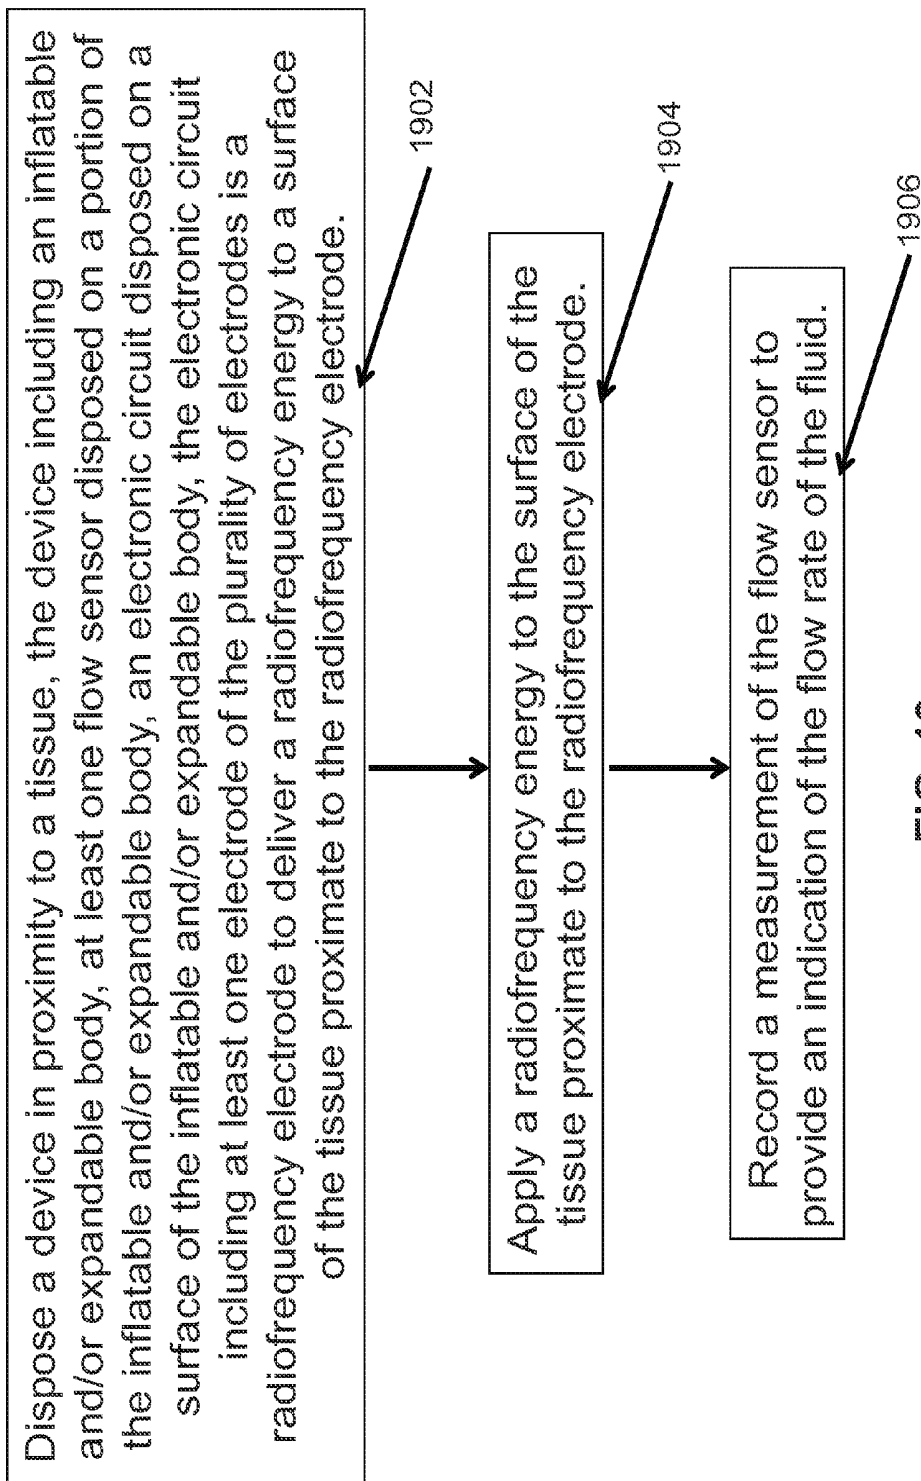 Dispose a device in proximity to a tissue, the device including an inflatable
and/or expandable body, at least one flow sensor disposed on a portion of
the inflatable and/or expandable body, an electronic circuit disposed on a
surface of the inflatable and/or expandable body, the electronic circuit
including at least one electrode of the plurality of electrodes is a
radiofrequency electrode to deliver a radiofrequency energy to a surface
of the tissue proximate to the radiofrequency electrode.
1902
Apply a radiofrequency energy to the surface of the
tissue proximate to the radiofrequency electrode.
1904
Record a measurement of the flow sensor to
provide an indication of the flow rate of the fluid.
1906